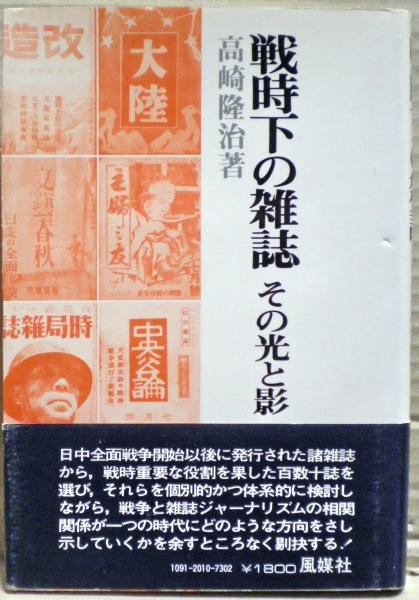 戦時下の雑誌 その光と影
高崎隆治著
改造
大陸
文藝春秋
主婦之友
時局雑誌
中央公論
七月號
日中全面戦争開始以後に発行された諸雑誌
から，戦時重要な役割を果した百数十誌を
選び，それらを個別的かつ体系的に検討し
ながら，戦争と雑誌ジャーナリズムの相関
関係が一つの時代にどのような方向をさし
示していくかを余すところなく剔抉する．！
1091-2010-7302 ￥1800 風媒社